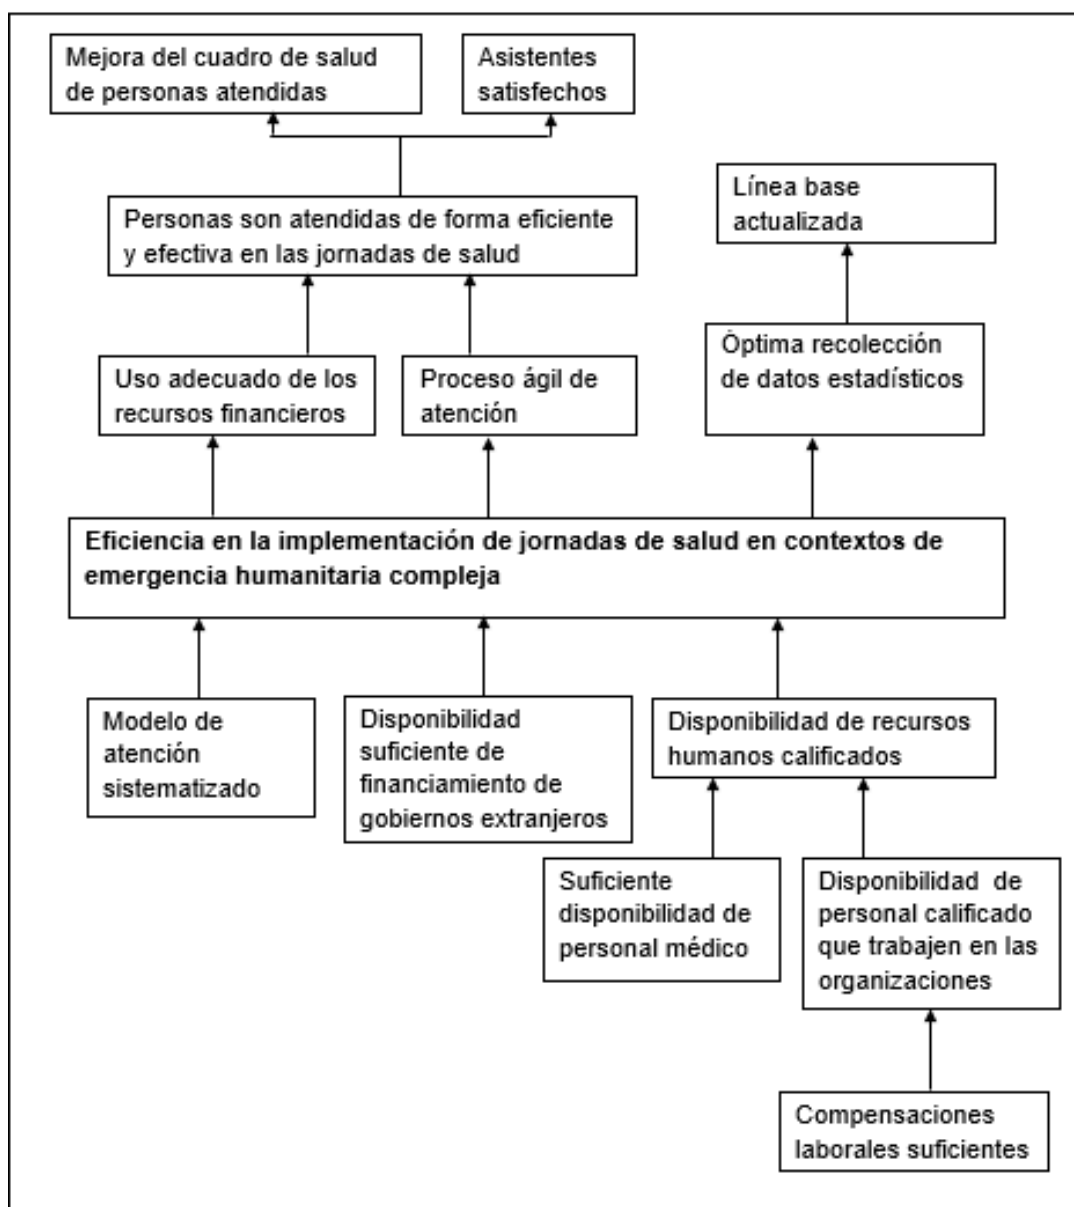 Mejora del cuadro de salud
de personas atendidas
Asistentes
satisfechos
Personas son atendidas de forma eficiente
y efectiva en las jornadas de salud
Línea base
actualizada
Uso adecuado de los
recursos financieros
Proceso ágil de
atención
Óptima recolección
de datos estadísticos
Eficiencia en la implementación de jornadas de salud en contextos de
emergencia humanitaria compleja
Modelo de
atención
sistematizado
Disponibilidad
suficiente de
financiamiento de
gobiernos extranjeros
Disponibilidad de recursos
humanos calificados
Suficiente
disponibilidad de
personal médico
Disponibilidad de
personal calificado
que trabajen en las
organizaciones
Compensaciones
laborales suficientes